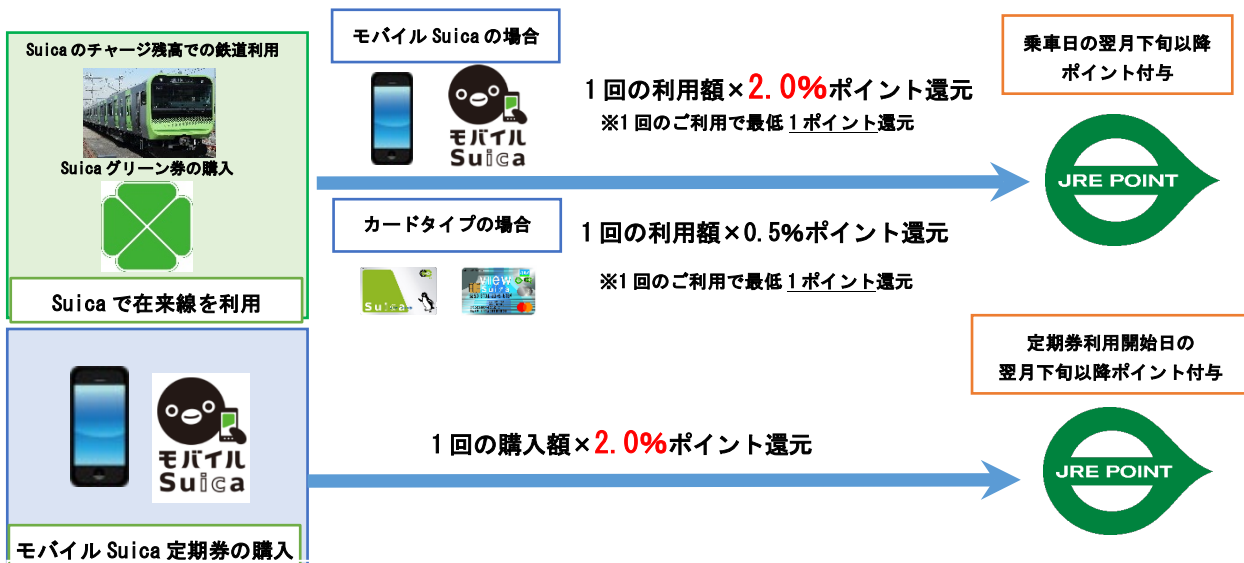 Suicaのチャージ残高での鉄道利用
Suicaグリーン券の購入
Suicaで在来線を利用
モバイルSuicaの場合
モバイル
Suica
1回の利用額×2.0%ポイント還元
※1回のご利用で最低1ポイント還元
乗車日の翌月下旬以降
ポイント付与
JRE POINT
カードタイプの場合
Suica
VIEW
Suica
1回の利用額×0.5%ポイント還元
※1回のご利用で最低1ポイント還元
モバイル
Suica
モバイルSuica定期券の購入
1回の購入額×2.0%ポイント還元
定期券利用開始日の
翌月下旬以降ポイント付与
JRE POINT